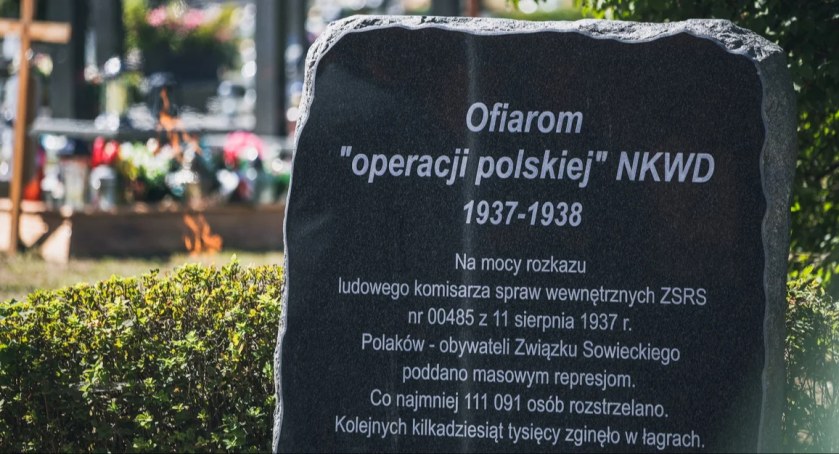 Ofiarom
"operacji polskiej" NKWD
1937-1938
Na mocy rozkazu
ludowego komisarza spraw wewnętrznych ZSRS
nr 00485 z 11 sierpnia 1937 r.
Polaków - obywateli Związku Sowieckiego
poddano masowym represjom.
Co najmniej 111 091 osób rozstrzelano.
Kolejnych kilkadziesiąt tysięcy zginęło w łagrach.